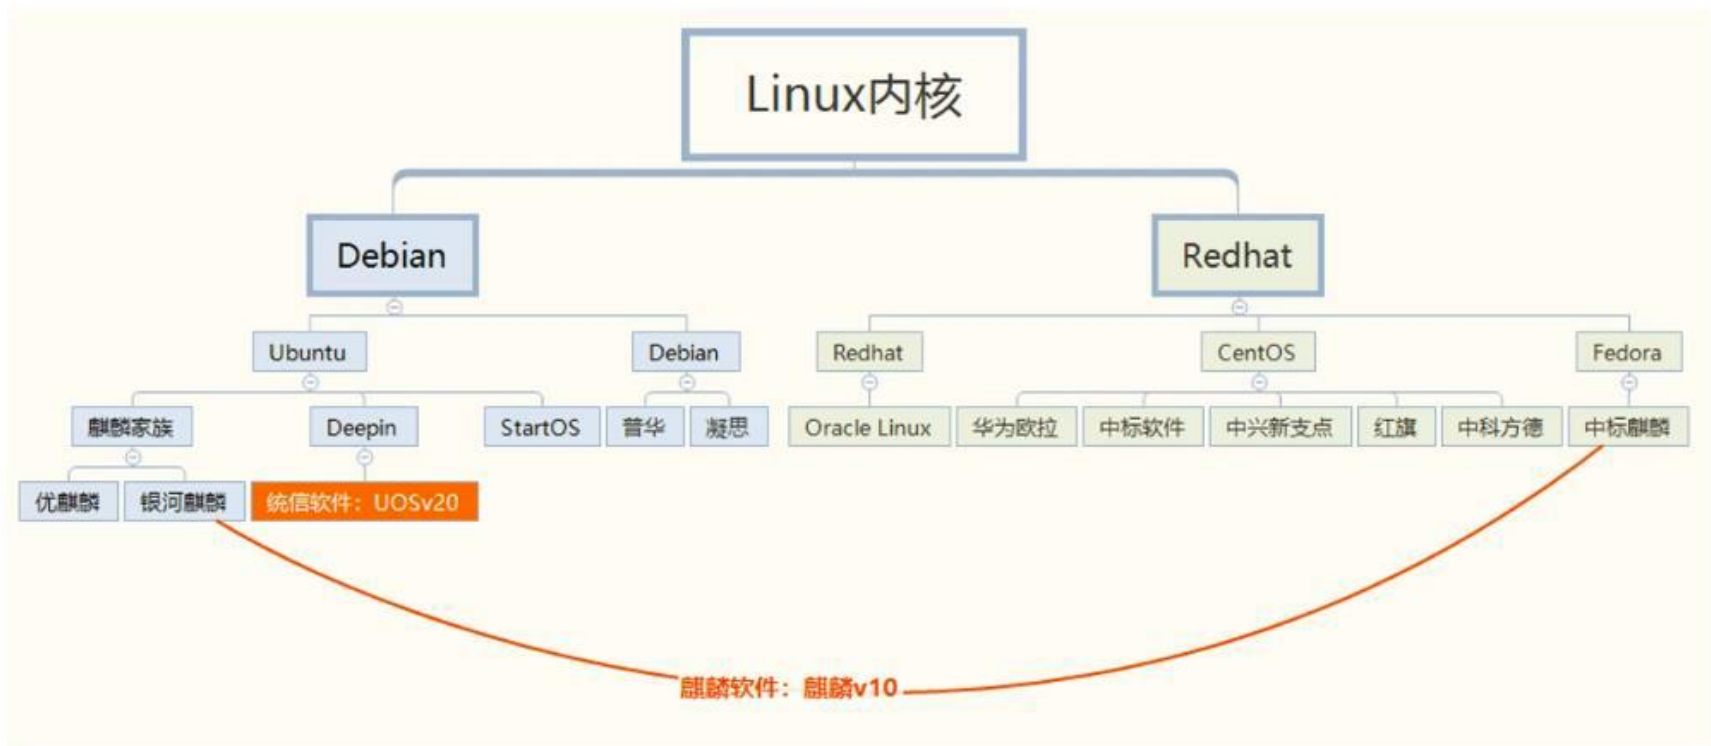 Linux内核
Debian
Redhat
Ubuntu
Debian
Redhat
CentOS
Fedora
麒麟家族
Deepin
StartOS
普华
凝思
Oracle Linux
华为欧拉
中标软件
中兴新支点
红旗
中科方德
中标麒麟
优麒麟
银河麒麟
统信软件：UOSv20
麒麟软件：麒麟v10